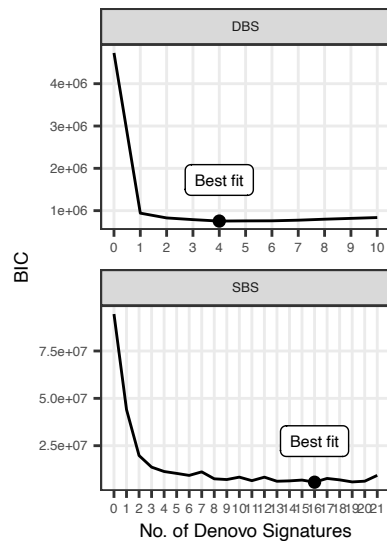 DBS
4e+06
3e+06
2e+06
1e+06
Best fit
0 1 2 3 4 5 6 7 8 9 10
BIC
SBS
7.5e+07
5.0e+07
2.5e+07
Best fit
0 1 2 3 4 5 6 7 8 9 10 11 12 13 14 15 16 17 18 19 20 21
No. of Denovo Signatures